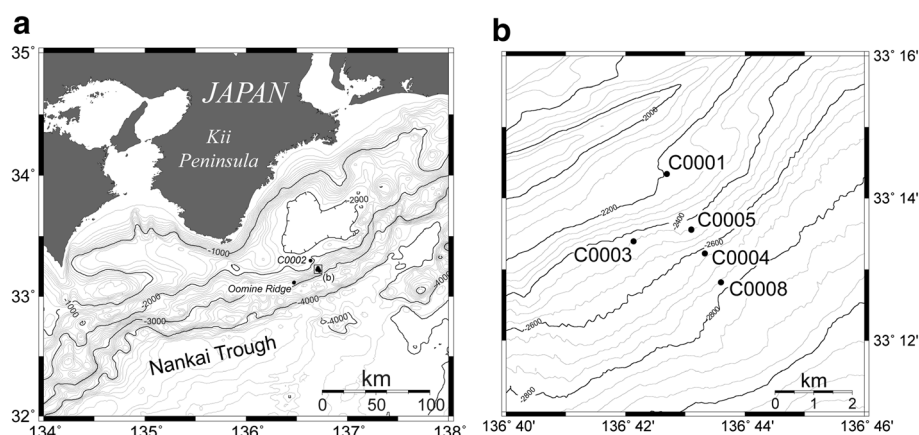 a
35°
34°
33°
32°
134
135
136
137
138
JAPAN
Kii
Peninsula
-2000
-1000
C0002
(b)
Oomine Ridge
-1000
-2000
-3000
-4000
-4000
-4000
Nankai Trough
km
0 50 100
b
33° 16'
33° 14'
33° 12'
136° 40'
136° 42'
136° 44'
136° 46'
-2000
C0001
-2200
-2400
C0005
C0003
-2600
C0004
C0008
-2600
-2800
-2800
km
0 1 2